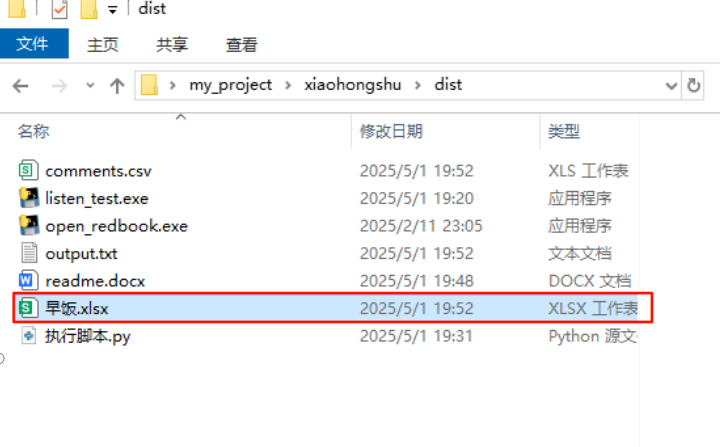 dist
文件 主页 共享 查看
my_project xiaohongshu dist
名称 修改日期 类型
comments.csv 2025/5/1 19:52 XLS 工作表
listen_test.exe 2025/5/1 19:20 应用程序
open_redbook.exe 2025/2/11 23:05 应用程序
output.txt 2025/5/1 19:52 文本文档
readme.docx 2025/5/1 19:48 DOCX 文档
早饭.xlsx 2025/5/1 19:52 XLSX 工作表
执行脚本.py 2025/5/1 19:31 Python 源文